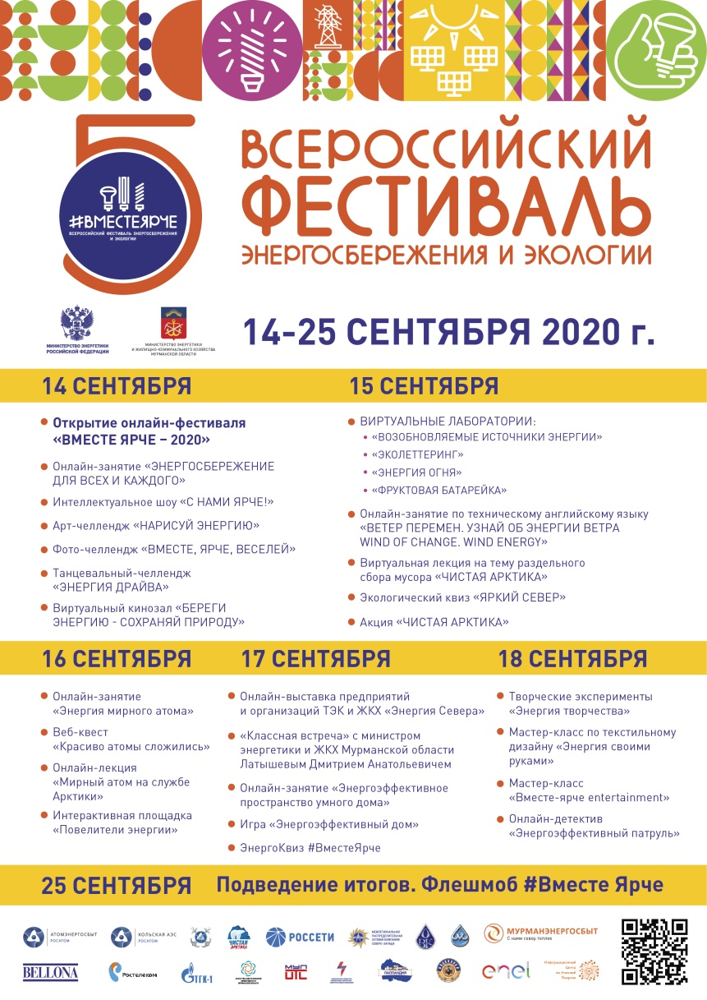 5
#ВМЕСТЕЯРЧЕ
ВСЕРОССИЙСКИЙ ФЕСТИВАЛЬ ЭНЕРГОСБЕРЕЖЕНИЯ
И ЭКОЛОГИИ
ВСЕРОССИЙСКИЙ
ФЕСТИВАЛЬ
ЭНЕРГОСБЕРЕЖЕНИЯ И ЭКОЛОГИИ
МИНИСТЕРСТВО ЭНЕРГЕТИКИ
РОССИЙСКОЙ ФЕДЕРАЦИИ
МИНИСТЕРСТВО ЭНЕРГЕТИКИ
И ЖИЛИЩНО-КОММУНАЛЬНОГО ХОЗЯЙСТВА
МУРМАНСКОЙ ОБЛАСТИ
14-25 СЕНТЯБРЯ 2020 г.
14 СЕНТЯБРЯ
• Открытие онлайн-фестиваля
«ВМЕСТЕ ЯРЧЕ – 2020»
• Онлайн-занятие «ЭНЕРГОСБЕРЕЖЕНИЕ
ДЛЯ ВСЕХ И КАЖДОГО»
• Интеллектуальное шоу «С НАМИ ЯРЧЕ!»
• Арт-челлендж «НАРИСУЙ ЭНЕРГИЮ»
• Фото-челлендж «ВМЕСТЕ, ЯРЧЕ, ВЕСЕЛЕЙ»
• Танцевальный-челлендж
«ЭНЕРГИЯ ДРАЙВА»
• Виртуальный кинозал «БЕРЕГИ
ЭНЕРГИЮ - СОХРАНЯЙ ПРИРОДУ»
15 СЕНТЯБРЯ
• ВИРТУАЛЬНЫЕ ЛАБОРАТОРИИ:
• «ВОЗОБНОВЛЯЕМЫЕ ИСТОЧНИКИ ЭНЕРГИИ»
• «ЭКОЛЕТТЕРИНГ»
• «ЭНЕРГИЯ ОГНЯ»
• «ФРУКТОВАЯ БАТАРЕЙКА»
• Онлайн-занятие по техническому английскому языку
«ВЕТЕР ПЕРЕМЕН. УЗНАЙ ОБ ЭНЕРГИИ ВЕТРА
WIND OF CHANGE. WIND ENERGY»
• Виртуальная лекция на тему раздельного
сбора мусора «ЧИСТАЯ АРКТИКА»
• Экологический квиз «ЯРКИЙ СЕВЕР»
• Акция «ЧИСТАЯ АРКТИКА»
16 СЕНТЯБРЯ
• Онлайн-занятие
«Энергия мирного атома»
• Веб-квест
«Красиво атомы сложились»
• Онлайн-лекция
«Мирный атом на службе
Арктики»
• Интерактивная площадка
«Повелители энергии»
17 СЕНТЯБРЯ
• Онлайн-выставка предприятий
и организаций ТЭК и ЖКХ «Энергия Севера»
• «Классная встреча» с министром
энергетики и ЖКХ Мурманской области
Латышевым Дмитрием Анатольевичем
• Онлайн-занятие «Энергоэффективное
пространство умного дома»
• Игра «Энергоэффективный дом»
• ЭнергоКвиз #ВместеЯрче
18 СЕНТЯБРЯ
• Творческие эксперименты
«Энергия творчества»
• Мастер-класс по текстильному
дизайну «Энергия своими
руками»
• Мастер-класс
«Вместе-ярче entertainment»
• Онлайн-детектив
«Энергоэффективный патруль»
25 СЕНТЯБРЯ Подведение итогов. Флешмоб #Вместе Ярче
АТОМЭНЕРГОСБЫТ
РОСАТОМ
КОЛЬСКАЯ АЭС
РОСАТОМ
ЧИСТАЯ
АРКТИКА
РОССЕТИ
МЕЖРЕГИОНАЛЬНАЯ
РАСПРЕДЕЛИТЕЛЬНАЯ
СЕТЕВАЯ КОМПАНИЯ
СЕВЕРО-ЗАПАДА
МУРМАНЭНЕРГОСБЫТ
С нами север теплее
BELLONA
Ростелеком
ТГК-1
МУП
ОТС
ЛАПЛАНДИЯ
enel
Информационный
Центр
по Атомной
Энергии